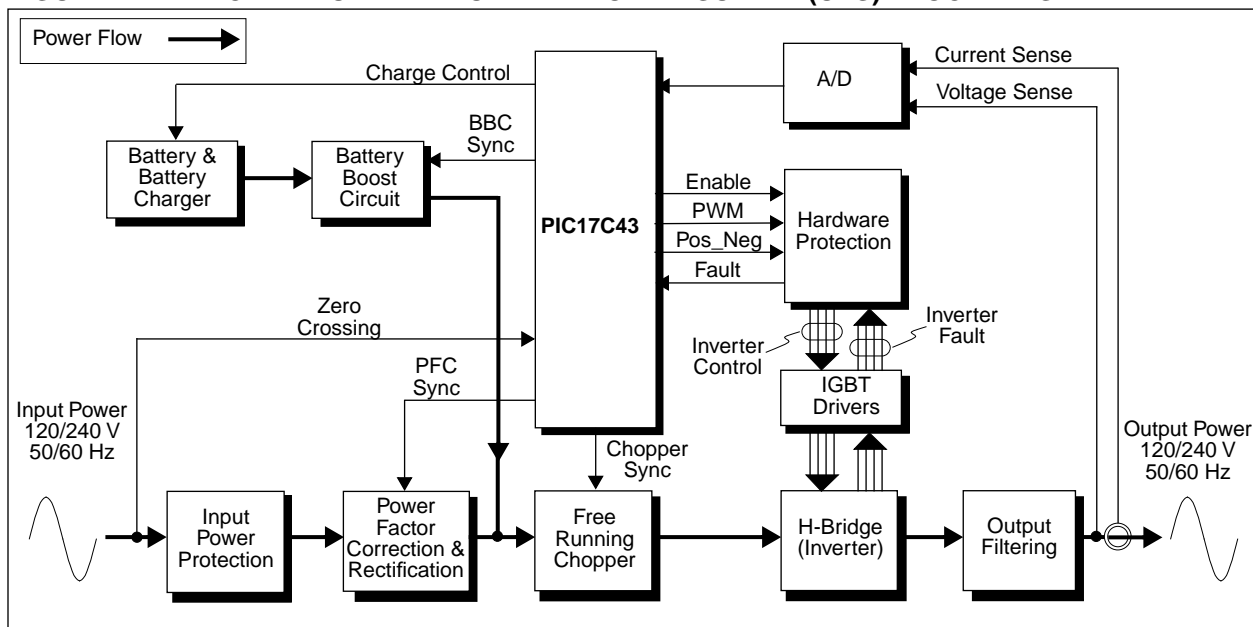 (UPS)
Power Flow
Charge Control
BBC
Sync
Battery &
Battery
Charger
Battery
Boost
Circuit
PIC17C43
A/D
Current Sense
Voltage Sense
Enable
PWM
Pos_Neg
Fault
Hardware
Protection
Zero
Crossing
PFC
Sync
Inverter
Control
Inverter
Fault
IGBT
Drivers
Chopper
Sync
Input Power
120/240 V
50/60 Hz
Input
Power
Protection
Power
Factor
Correction &
Rectification
Free
Running
Chopper
H-Bridge
(Inverter)
Output
Filtering
Output Power
120/240 V
50/60 Hz